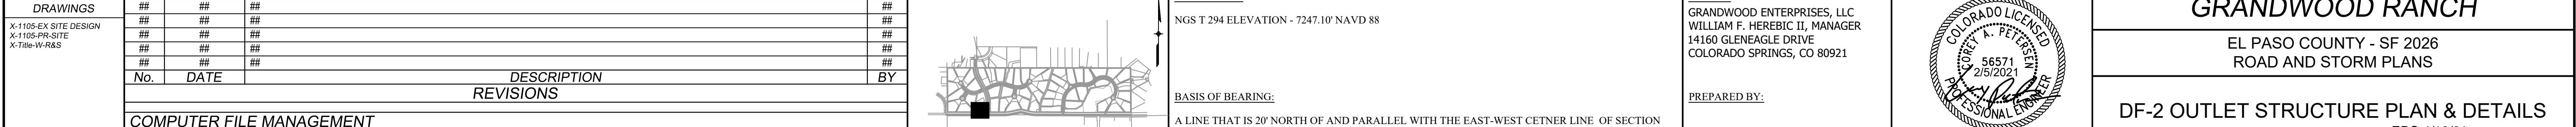 DRAWINGS
X-1105-EX SITE DESIGN
X-1105-PR-SITE
X-Title-W-R&S
## ## ## ##
## ## ## ##
## ## ## ##
## ## ## ##
## ## ## ##
No. DATE DESCRIPTION BY
REVISIONS
COMPUTER FILE MANAGEMENT
NGS T 294 ELEVATION - 7247.10' NAVD 88
BASIS OF BEARING:
A LINE THAT IS 20' NORTH OF AND PARALLEL WITH THE EAST-WEST CETNER LINE OF SECTION
GRANDWOOD ENTERPRISES, LLC
WILLIAM F. HEREBIC II, MANAGER
14160 GLENEAGLE DRIVE
COLORADO SPRINGS, CO 80921
PREPARED BY:
COLORADO LICENSED
COREY A. PETERSEN
56571
2/5/2021
PROFESSIONAL ENGINEER
GRANDWOOD RANCH
EL PASO COUNTY - SF 2026
ROAD AND STORM PLANS
DF-2 OUTLET STRUCTURE PLAN & DETAILS